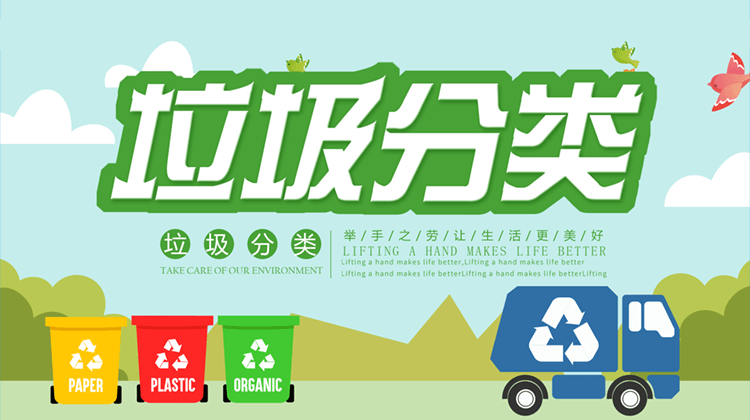 垃圾分类
垃圾分类
TAKE CARE OF OUR ENVIRONMENT
举/手/之/劳/让/生/活/更/美/好
LIFTING A HAND MAKES LIFE BETTER
Lifting a hand makes life better,Lifting a hand makes life better
Lifting a hand makes life betterLifting a hand makes life betterLifting
PAPER
PLASTIC
ORGANIC